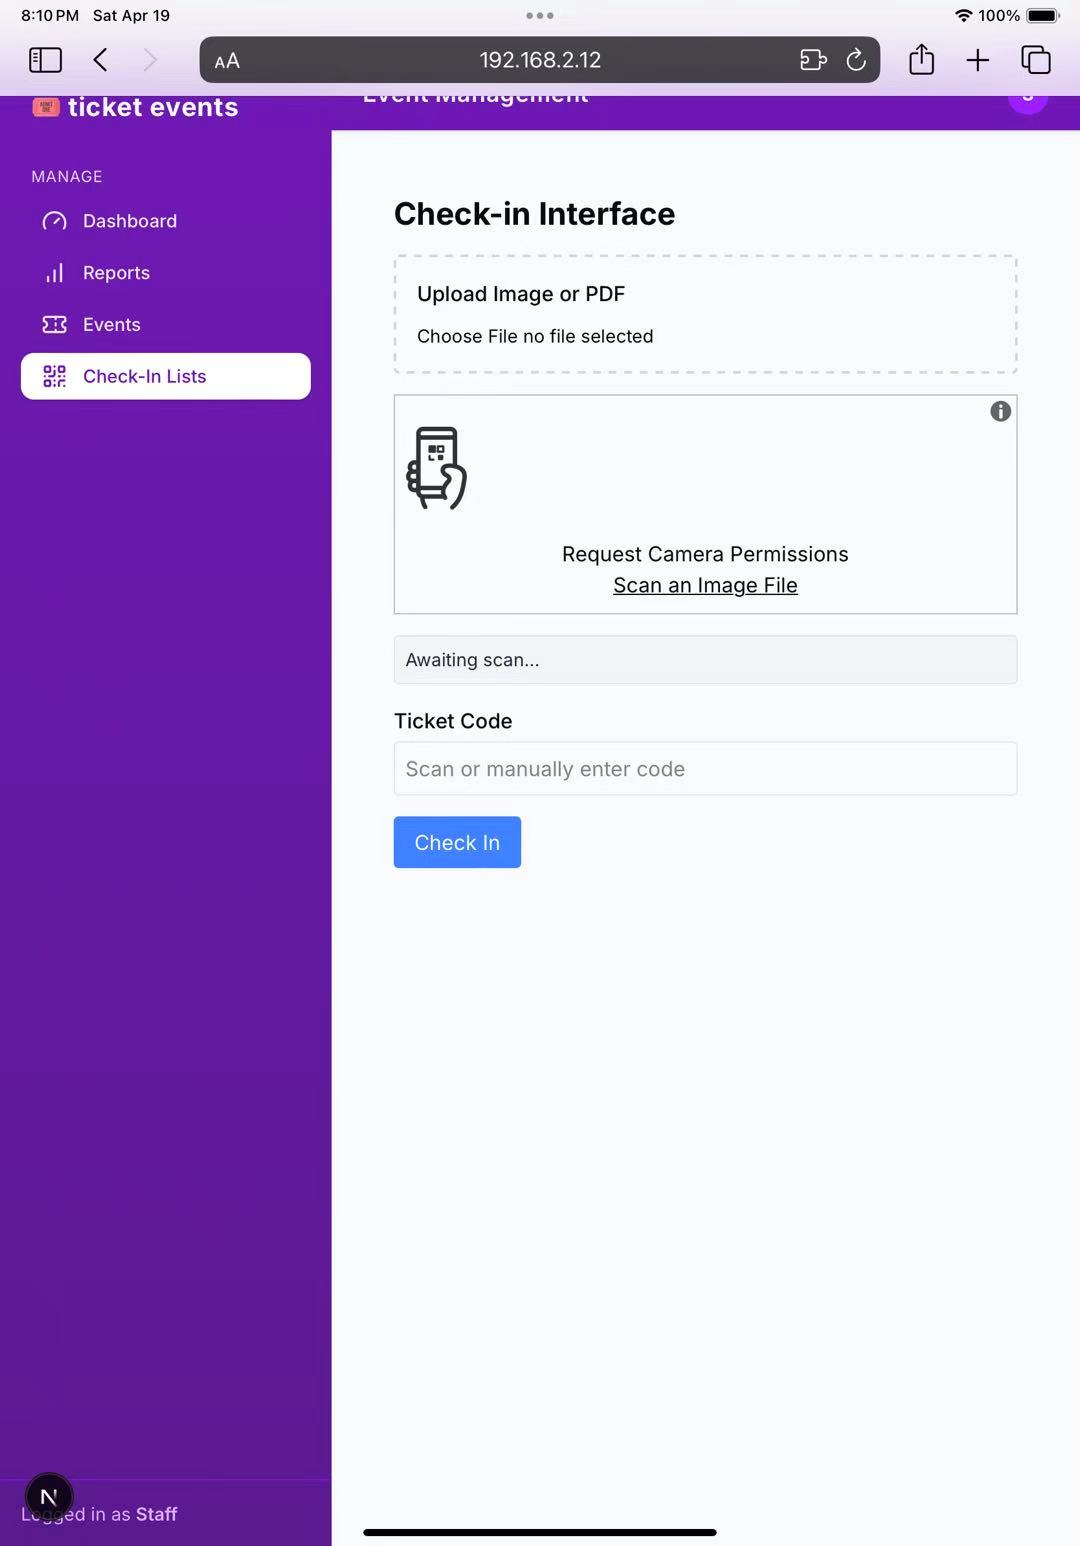 8:10 PM Sat Apr 19
100%
AA 192.168.2.12
ticket events
Event Management
MANAGE
Dashboard
Reports
Events
Check-In Lists
Check-in Interface
Upload Image or PDF
Choose File no file selected
Request Camera Permissions
Scan an Image File
Awaiting scan...
Ticket Code
Scan or manually enter code
Check In
N
Logged in as Staff